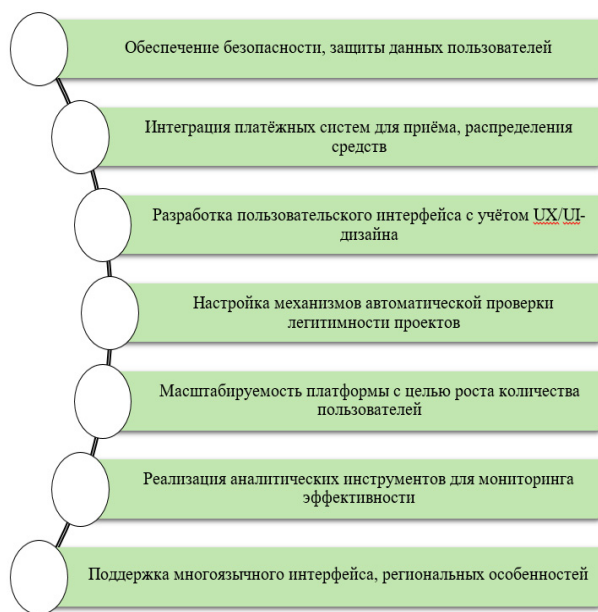 Обеспечение безопасности, защиты данных пользователей
Интеграция платёжных систем для приёма, распределения
средств
Разработка пользовательского интерфейса с учётом UX/UI-
дизайна
Настройка механизмов автоматической проверки
легитимности проектов
Масштабируемость платформы с целью роста количества
пользователей
Реализация аналитических инструментов для мониторинга
эффективности
Поддержка многоязычного интерфейса, региональных особенностей